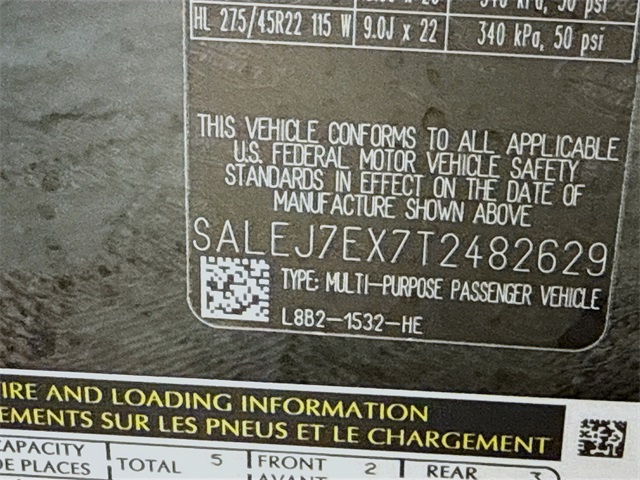 HL 275/45R22 115 W 9.0J x 22 340 kPa, 50 psi
THIS VEHICLE CONFORMS TO ALL APPLICABLE
U.S. FEDERAL MOTOR VEHICLE SAFETY
STANDARDS IN EFFECT ON THE DATE OF
MANUFACTURE SHOWN ABOVE
SALEJ7EX7T2482629
TYPE: MULTI-PURPOSE PASSENGER VEHICLE
L8B2-1532-HE
TIRE AND LOADING INFORMATION
EMENTS SUR LES PNEUS ET LE CHARGEMENT
CAPACITY
DE PLACES TOTAL 5 FRONT 2 REAR 3